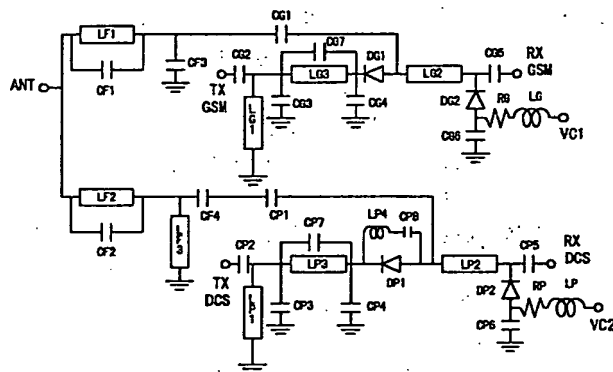 CG1
LF1
CG7
CG2
DG1
CG5
RX
GSM
CF3
CF1
ANT
TX
GSM
LG3
LG2
CG3
CG4
DG2
RG
LG
LG1
CG6
VC1
LF2
CF4
CP1
CF2
LP4
CP8
CP7
CP2
RX
DCS
CP5
LP3
LP2
TX
DCS
DP1
DP2
RP
LP
CP3
CP4
CP6
LP1
VC2